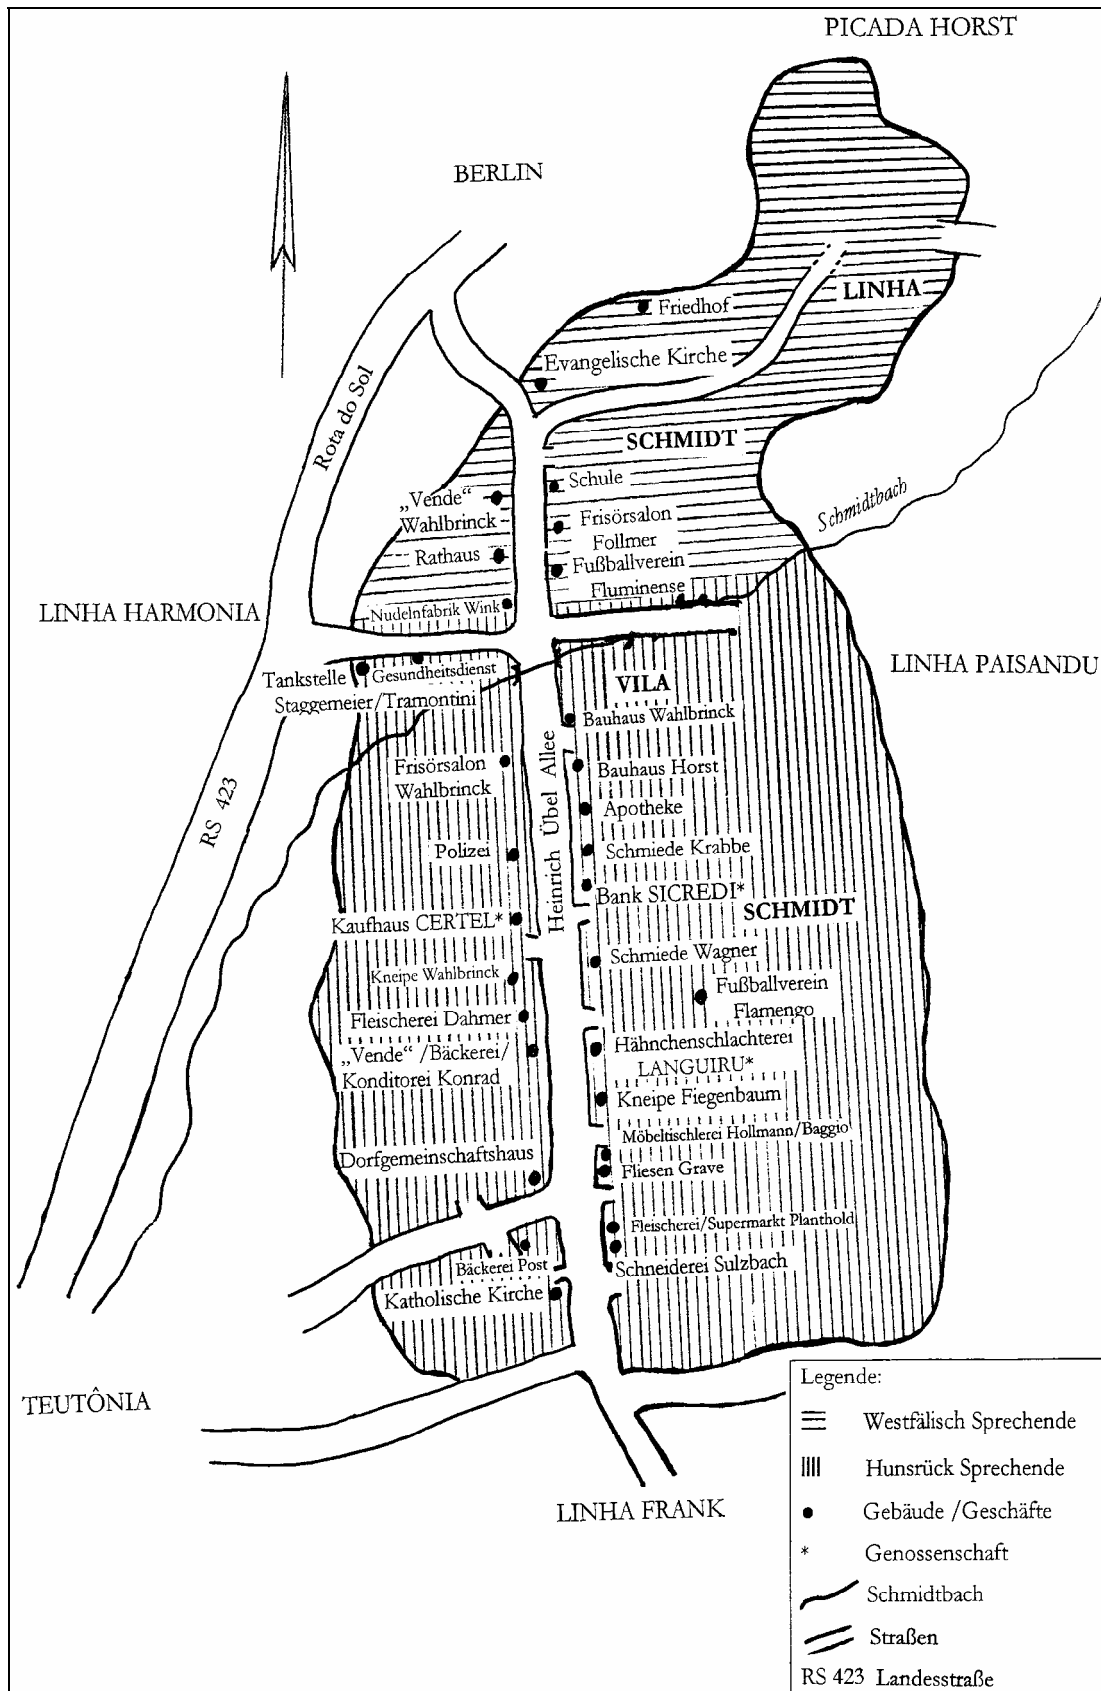 PICADA HORST
BERLIN
LINHA
Friedhof
Evangelische Kirche
Rota do Sol
SCHMIDT
Schule
Schmidtbach
„Vende“
Wahlbrinck
Frisörsalon
Follmer
Rathaus
Fußballverein
Fluminense
Nudelnfabrik Wink
LINHA HARMONIA
LINHA PAISANDU
Tankstelle
Staggemeier/Tramontini
Gesundheitsdienst
VILA
Bauhaus Wahlbrinck
Heinrich Übel Allee
Frisörsalon
Wahlbrinck
Bauhaus Horst
RS 423
Apotheke
Polizei
Schmiede Krabbe
Bank SICREDI*
SCHMIDT
Kaufhaus CERTEL*
Schmiede Wagner
Kneipe Wahlbrinck
Fußballverein
Flamengo
Fleischerei Dahmer
Hähnchenschlachterei
LANGUIRU*
„Vende“ /Bäckerei/
Konditorei Konrad
Kneipe Fiegenbaum
Möbeltischlerei Hollmann/Baggio
Dorfgemeinschaftshaus
Fliesen Grave
Fleischerei/Supermarkt Planthold
Bäckerei Post
Schneiderei Sulzbach
Katholische Kirche
TEUTÔNIA
LINHA FRANK
Legende:
Westfälisch Sprechende
Hunsrück Sprechende
Gebäude /Geschäfte
* Genossenschaft
Schmidtbach
Straßen
RS 423 Landesstraße